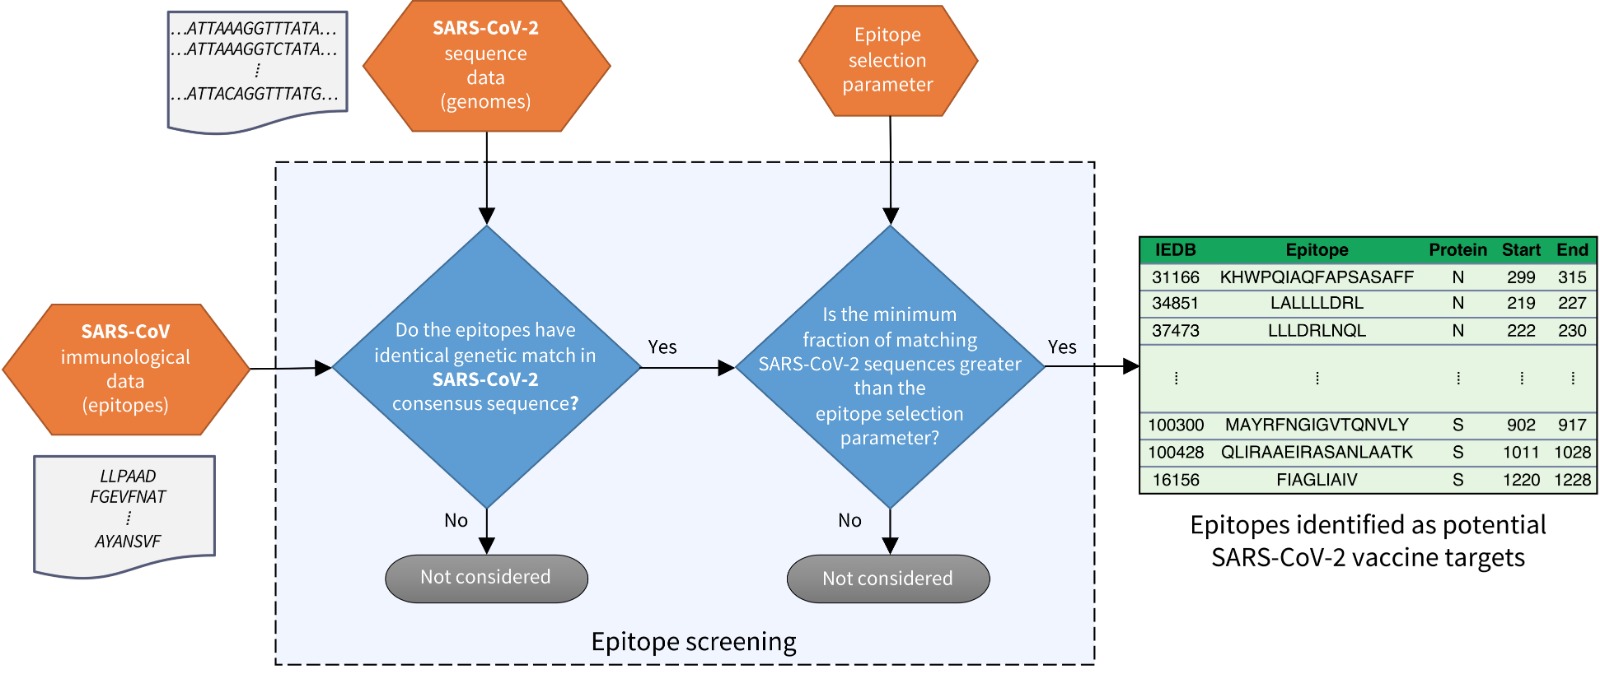 …ATTAAAGGTTTATA…
…ATTAAAGGTCTATA…
⋮
…ATTACAGGTTTATG…
SARS-CoV-2
sequence
data
(genomes)
Epitope
selection
parameter
SARS-CoV
immunological
data
(epitopes)
LLPAAD
FGEVFNAT
⋮
AYANSVF
Do the epitopes have
identical genetic match in
SARS-CoV-2
consensus sequence?
Yes
No
Not considered
Is the minimum
fraction of matching
SARS-CoV-2 sequences greater
than the
epitope selection
parameter?
Yes
No
Not considered
Epitope screening
IEDB Epitope Protein Start End
31166 KHWPQIAQFAPSASAFF N 299 315
34851 LALLLLDRL N 219 227
37473 LLLDRLNQL N 222 230
⋮ ⋮ ⋮ ⋮ ⋮
100300 MAYRFNGIGVTQNVLY S 902 917
100428 QLIRAAEIRASANLAATK S 1011 1028
16156 FIAGLIAIV S 1220 1228
Epitopes identified as potential
SARS-CoV-2 vaccine targets